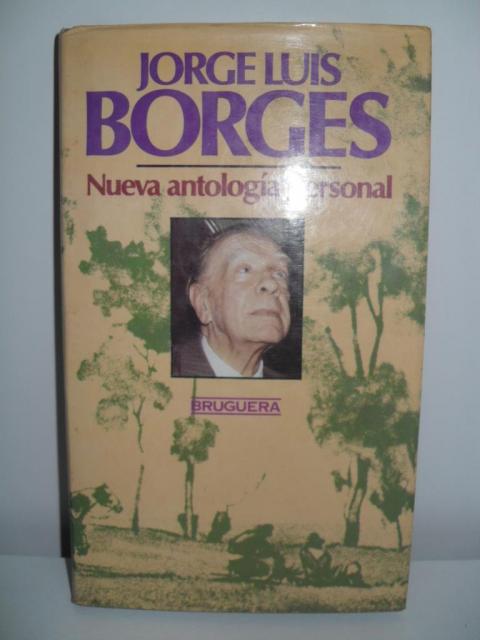 JORGE LUIS
BORGES
Nueva antología personal
BRUGUERA